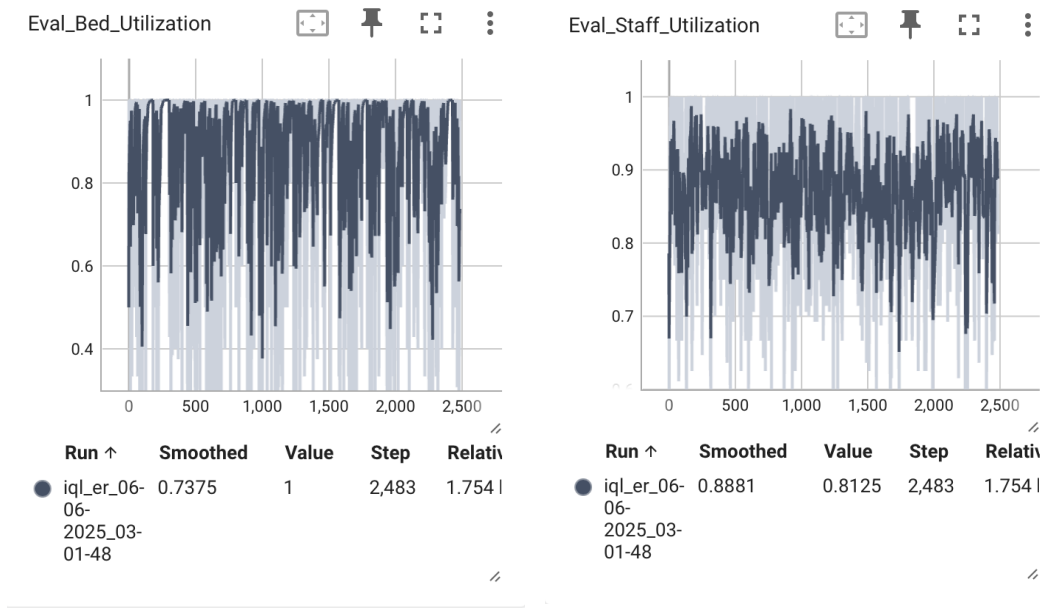 Eval_Bed_Utilization
1
0.8
0.6
0.4
0 500 1,000 1,500 2,000 2,500
Run ↑ Smoothed Value Step Relativ
iql_er_06- 0.7375 1 2,483 1.754
06-
2025_03-
01-48
Eval_Staff_Utilization
1
0.9
0.8
0.7
0.6
0 500 1,000 1,500 2,000 2,500
Run ↑ Smoothed Value Step Relativ
iql_er_06- 0.8881 0.8125 2,483 1.754
06-
2025_03-
01-48